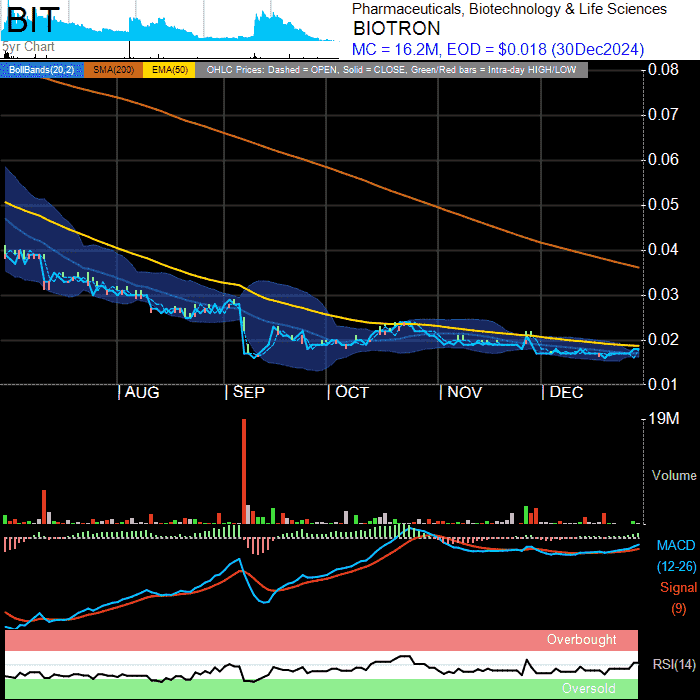 BIT
5yr Chart
Pharmaceuticals, Biotechnology & Life Sciences
BIOTRON
MC = 16.2M, EOD = $0.018 (30Dec2024)
BollBands(20,2) SMA(200) EMA(50) OHLC Prices: Dashed = OPEN, Solid = CLOSE, Green/Red bars = Intra-day HIGH/LOW
0.08
0.07
0.06
0.05
0.04
0.03
0.02
0.01
AUG SEP OCT NOV DEC
19M
Volume
MACD
(12-26)
Signal
(9)
Overbought
RSI(14)
Oversold